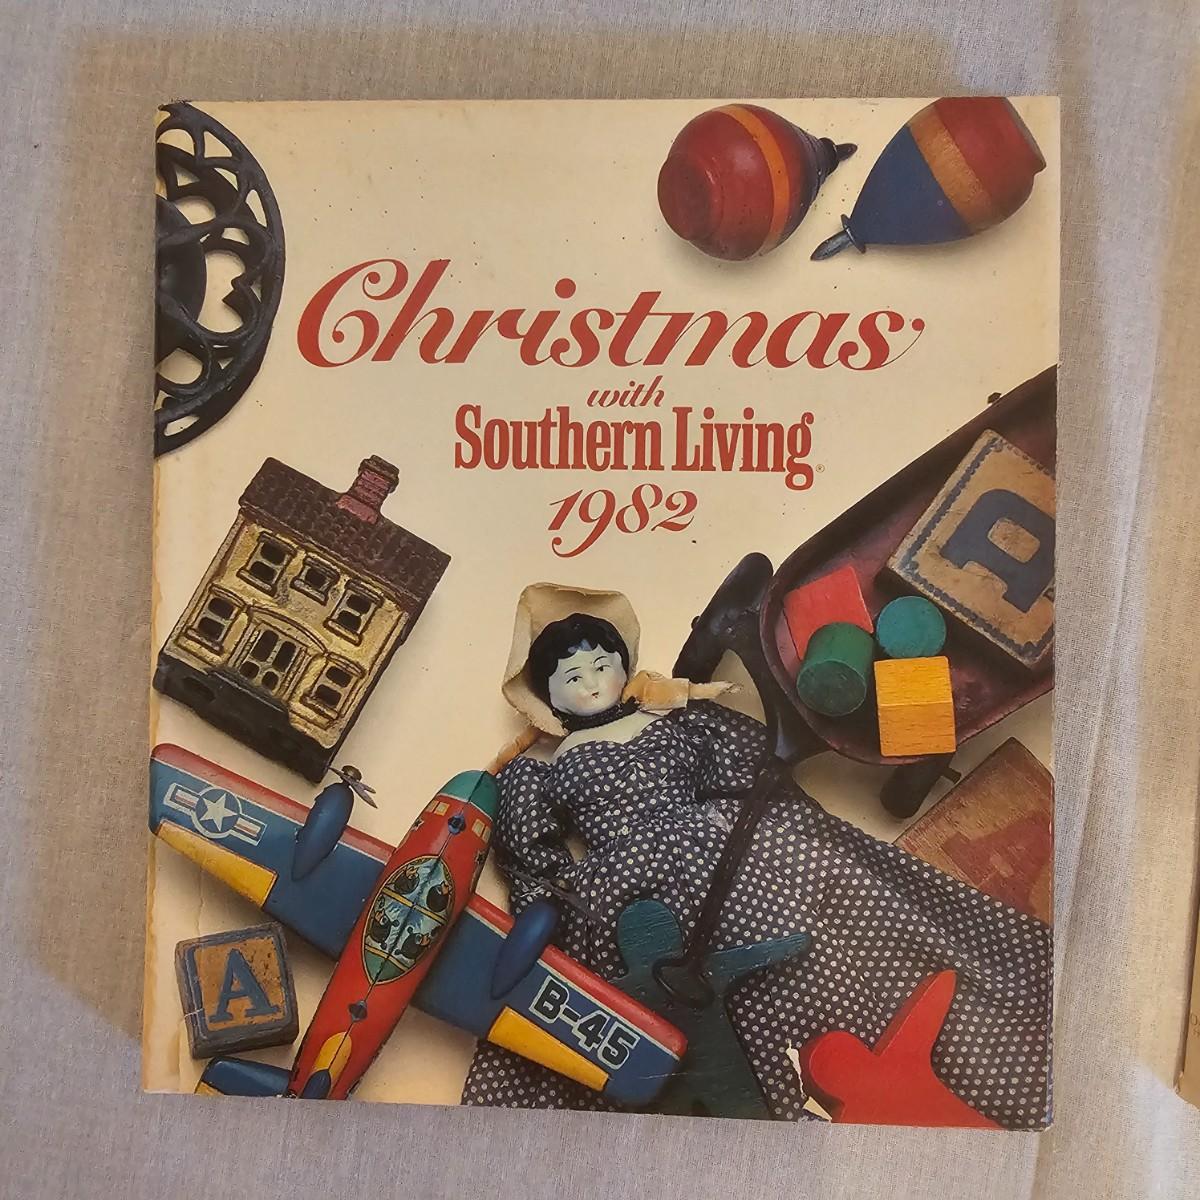 Christmas
with
Southern Living®
1982
B-45
A